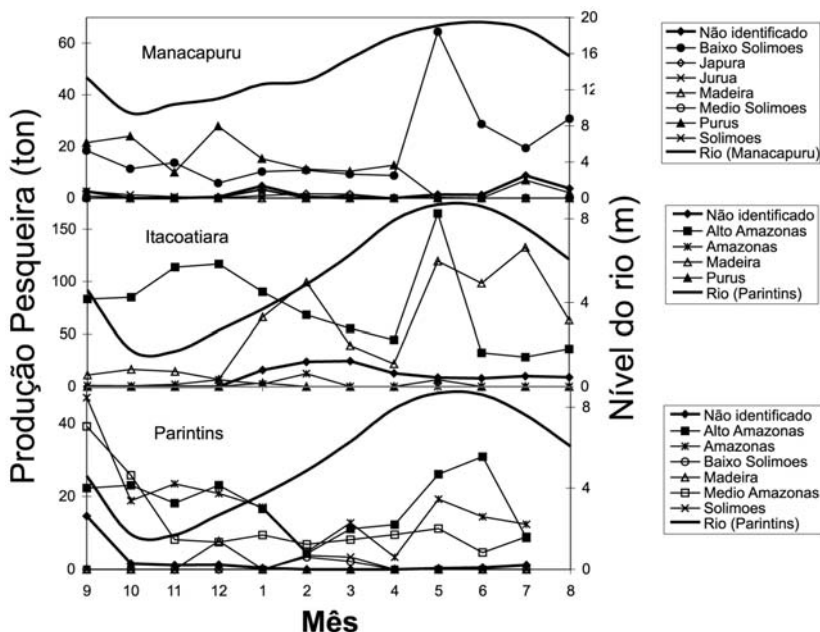 Produção Pesqueira (ton)
Manacapuru
60
40
20
0
20
16
12
8
4
0
Não identificado
Baixo Solimoes
Japura
Jurua
Madeira
Medio Solimoes
Purus
Solimoes
Rio (Manacapuru)
Itacoatiara
150
100
50
0
8
4
0
Nível do rio (m)
Não identificado
Alto Amazonas
Amazonas
Madeira
Purus
Rio (Parintins)
Parintins
40
20
0
8
4
0
Não identificado
Alto Amazonas
Amazonas
Baixo Solimoes
Madeira
Medio Amazonas
Solimoes
Rio (Parintins)
9 10 11 12 1 2 3 4 5 6 7 8
Mês